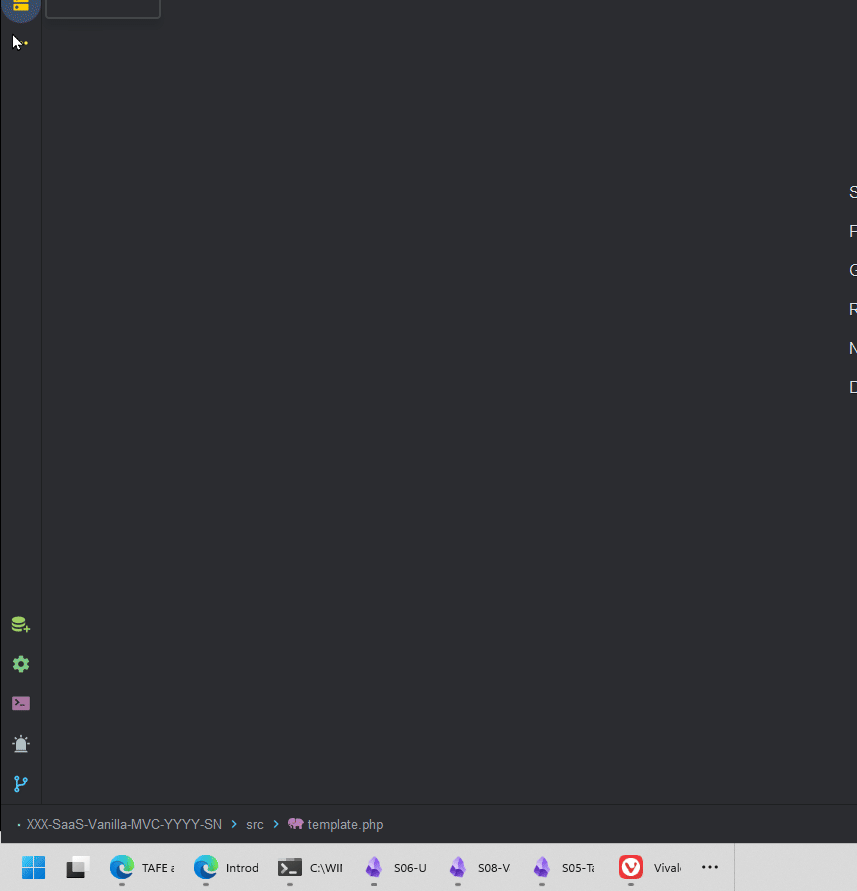 S
F
G
R
N
D
XXX-SaaS-Vanilla-MVC-YYYY-SN > src > template.php
TAFE a
Introd
C:\WII
S06-U
S08-V
S05-Ta
Vival